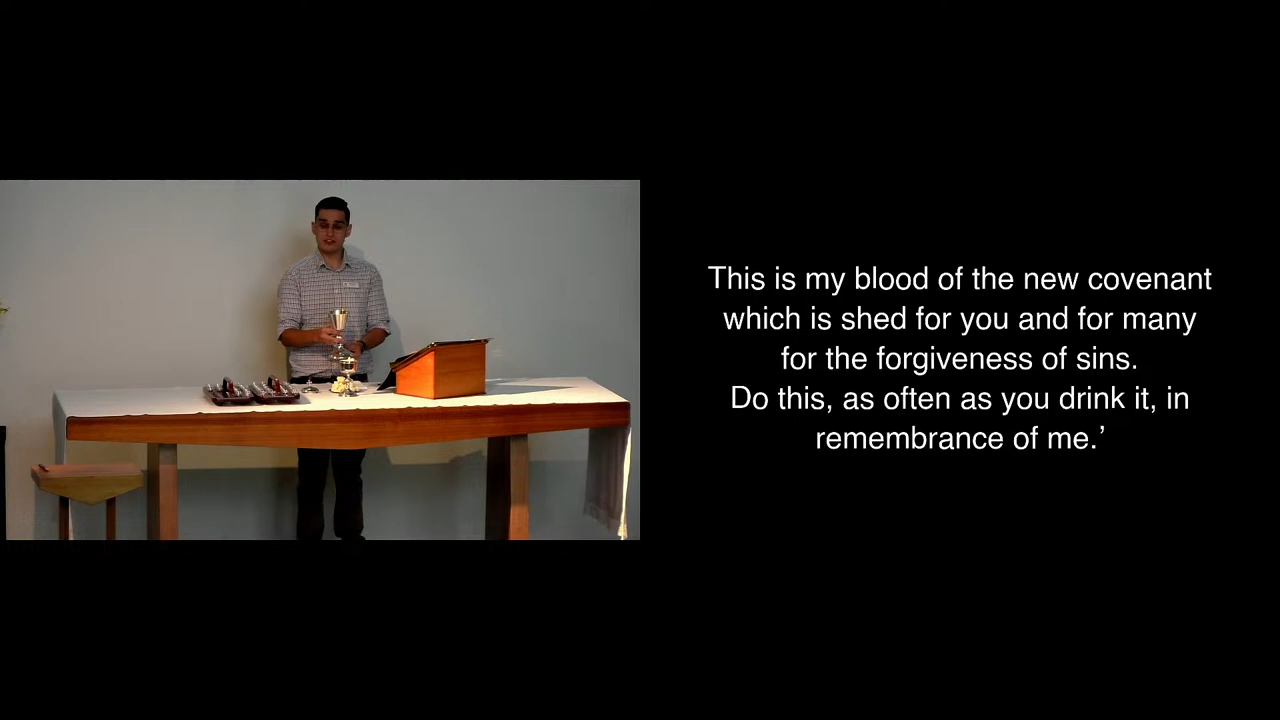 This is my blood of the new covenant
which is shed for you and for many
for the forgiveness of sins.
Do this, as often as you drink it, in
remembrance of me.’